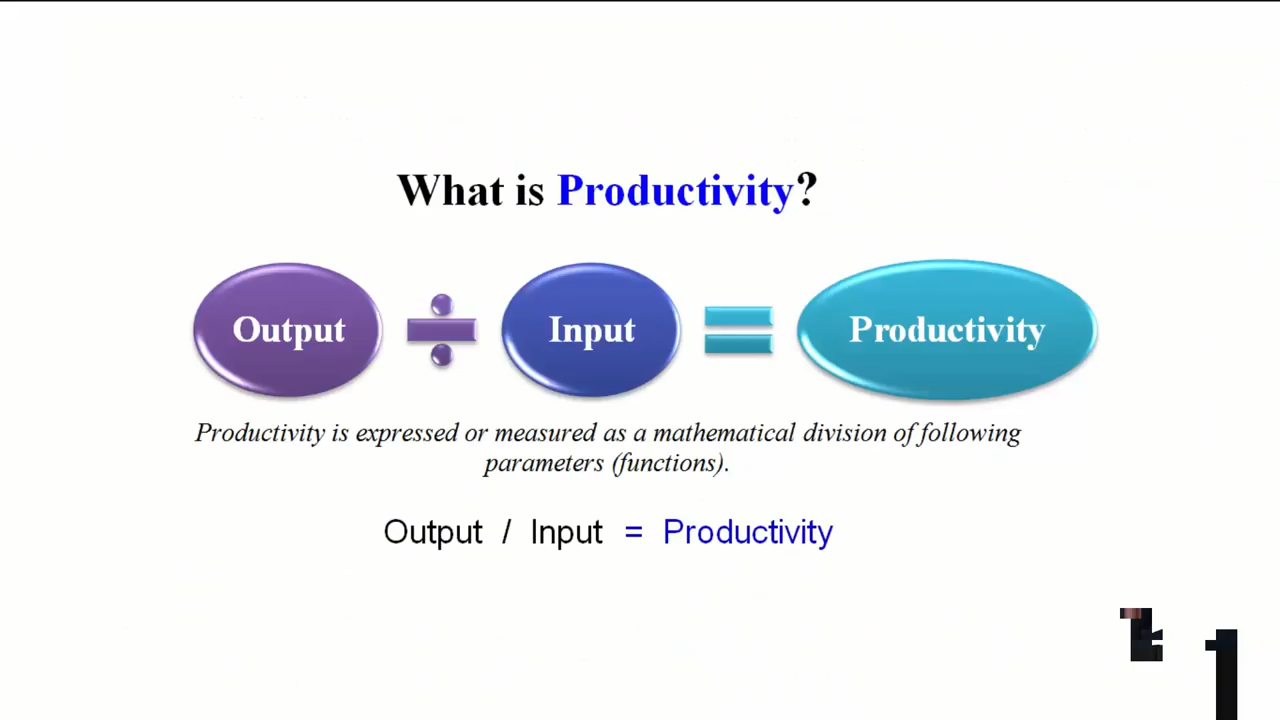 What is Productivity?
Output ÷ Input = Productivity
Productivity is expressed or measured as a mathematical division of following
parameters (functions).
Output / Input = Productivity